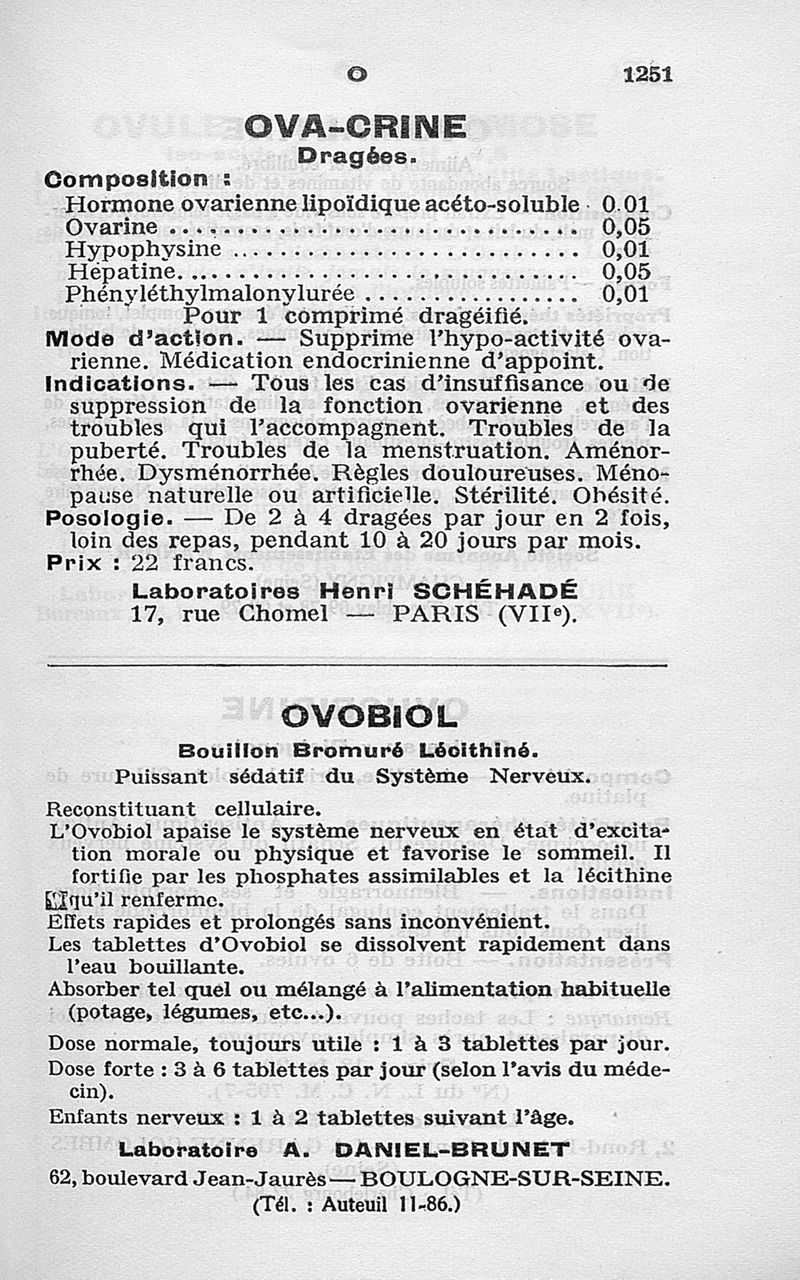 O 1251
OVA-CRINE
Dragées.
Composition :
Hormone ovarienne lipoïdique acéto-soluble . 0.01
Ovarine .............................. 0,05
Hypophysine ......................... 0,01
Hépatine.............................. 0,05
Phényléthylmalonylurée ................. 0,01
Pour 1 comprimé dragéifié.
Mode d'action. — Supprime l'hypo-activité ova-
rienne. Médication endocrinienne d'appoint.
Indications. — Tous les cas d'insuffisance ou de
suppression de la fonction ovarienne et des
troubles qui l'accompagnent. Troubles de la
puberté. Troubles de la menstruation. Aménor-
rhée. Dysménorrhée. Règles douloureuses. Méno-
pause naturelle ou artificielle. Stérilité. Obésité.
Posologie. — De 2 à 4 dragées par jour en 2 fois,
loin des repas, pendant 10 à 20 jours par mois.
Prix : 22 francs.
Laboratoires Henri SCHÉHADÉ
17, rue Chomel — PARIS (VIIe).
OVOBIOL
Bouillon Bromuré Lécithiné.
Puissant sédatif du Système Nerveux.
Reconstituant cellulaire.
L'Ovobiol apaise le système nerveux en état d'excita-
tion morale ou physique et favorise le sommeil. Il
fortifie par les phosphates assimilables et la lécithine
qu'il renferme.
Effets rapides et prolongés sans inconvénient.
Les tablettes d'Ovobiol se dissolvent rapidement dans
l'eau bouillante.
Absorber tel quel ou mélangé à l'alimentation habituelle
(potage, légumes, etc...).
Dose normale, toujours utile : 1 à 3 tablettes par jour.
Dose forte : 3 à 6 tablettes par jour (selon l'avis du méde-
cin).
Enfants nerveux : 1 à 2 tablettes suivant l'âge.
Laboratoire A. DANIEL-BRUNET
62, boulevard Jean-Jaurès — BOULOGNE-SUR-SEINE.
(Tél. : Auteuil 11-86.)